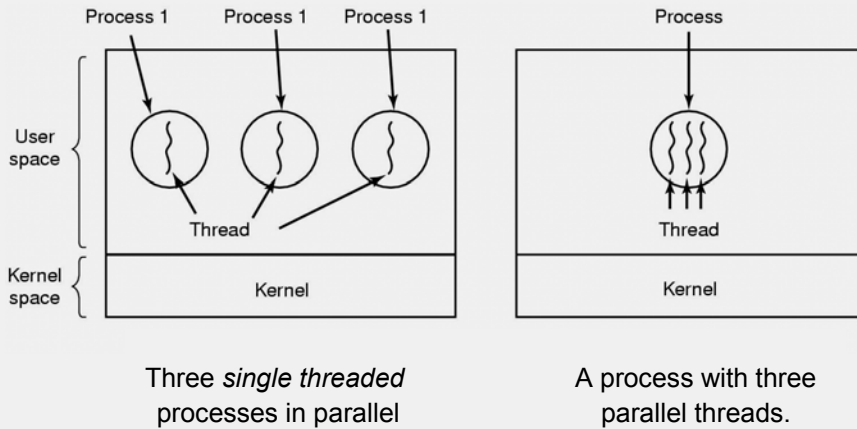 Process 1 Process 1 Process 1
Process
User
space
Thread
Thread
Kernel
space
Kernel
Kernel
Three single threaded
processes in parallel
A process with three
parallel threads.